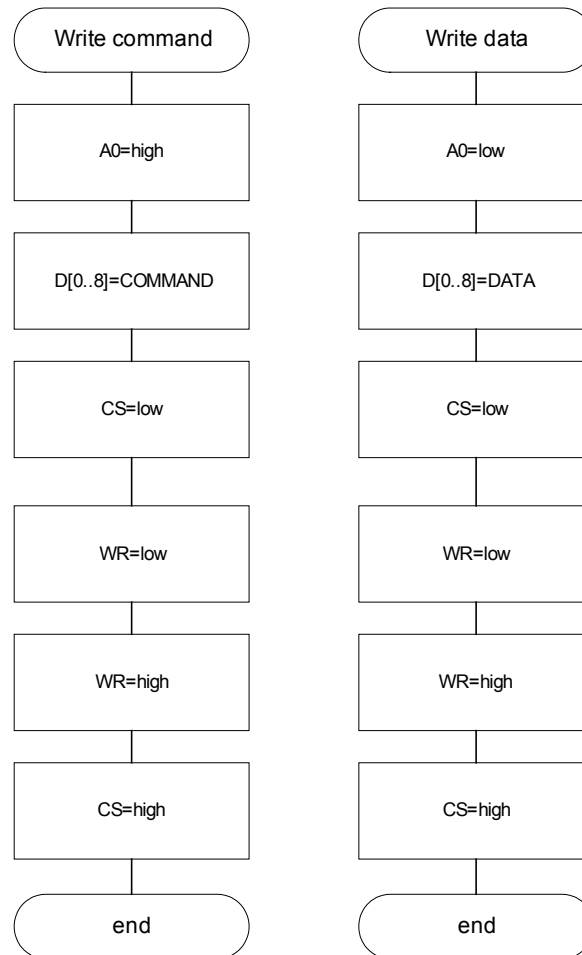 Write command
A0=high
D[0..8]=COMMAND
CS=low
WR=low
WR=high
CS=high
end
Write data
A0=low
D[0..8]=DATA
CS=low
WR=low
WR=high
CS=high
end